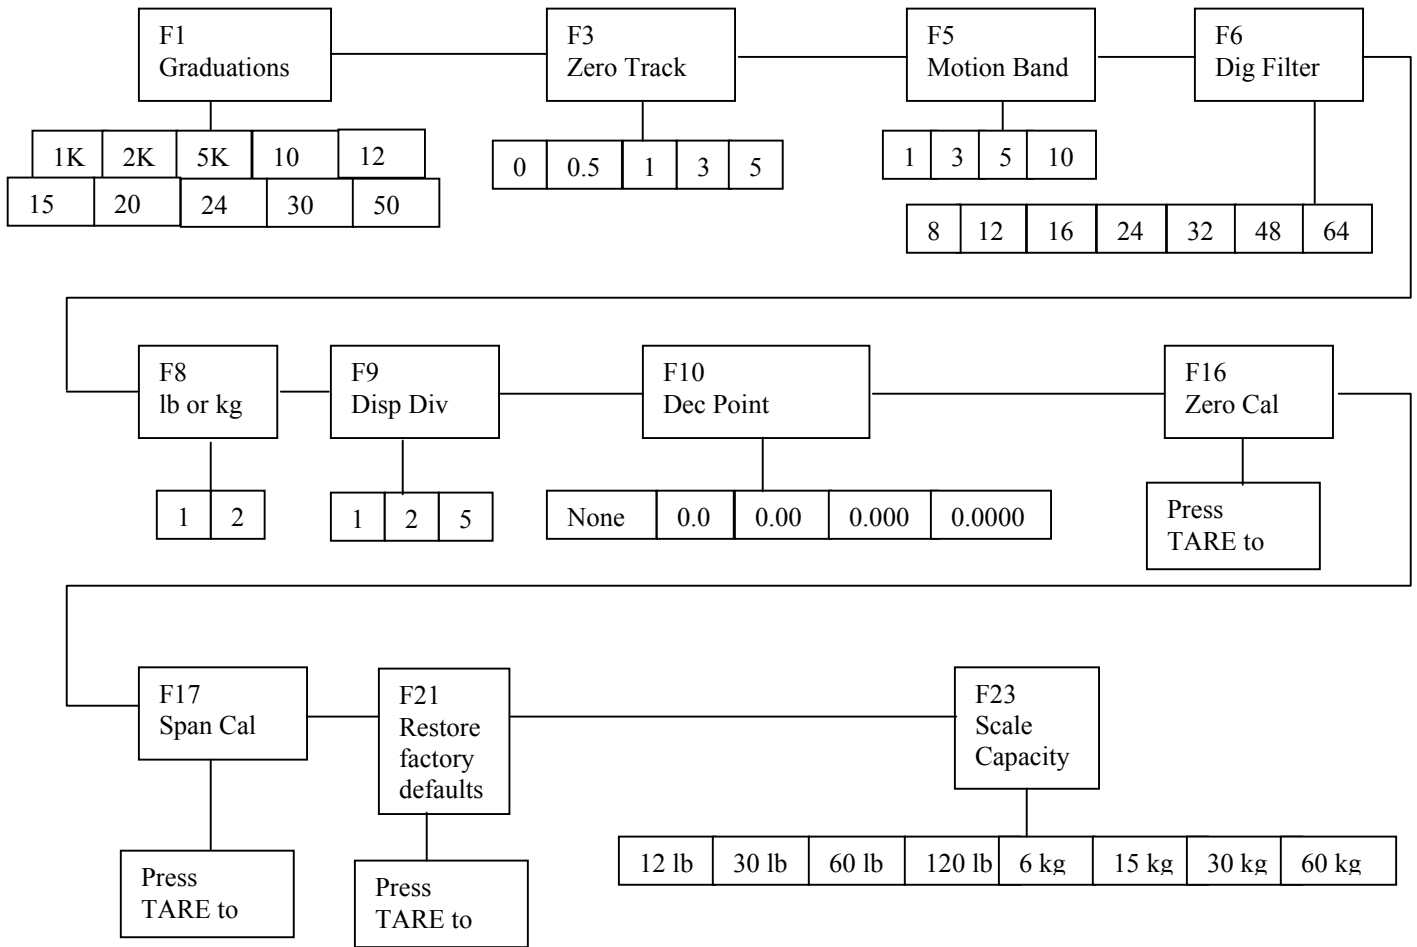 F1
Graduations
F3
Zero Track
F5
Motion Band
F6
Dig Filter
1K 2K 5K 10 12
15 20 24 30 50
0 0.5 1 3 5
1 3 5 10
8 12 16 24 32 48 64
F8
lb or kg
F9
Disp Div
F10
Dec Point
F16
Zero Cal
1 2
1 2 5
None 0.0 0.00 0.000 0.0000
Press
TARE to
F17
Span Cal
F21
Restore
factory
defaults
F23
Scale
Capacity
Press
TARE to
Press
TARE to
12 lb 30 lb 60 lb 120 lb 6 kg 15 kg 30 kg 60 kg